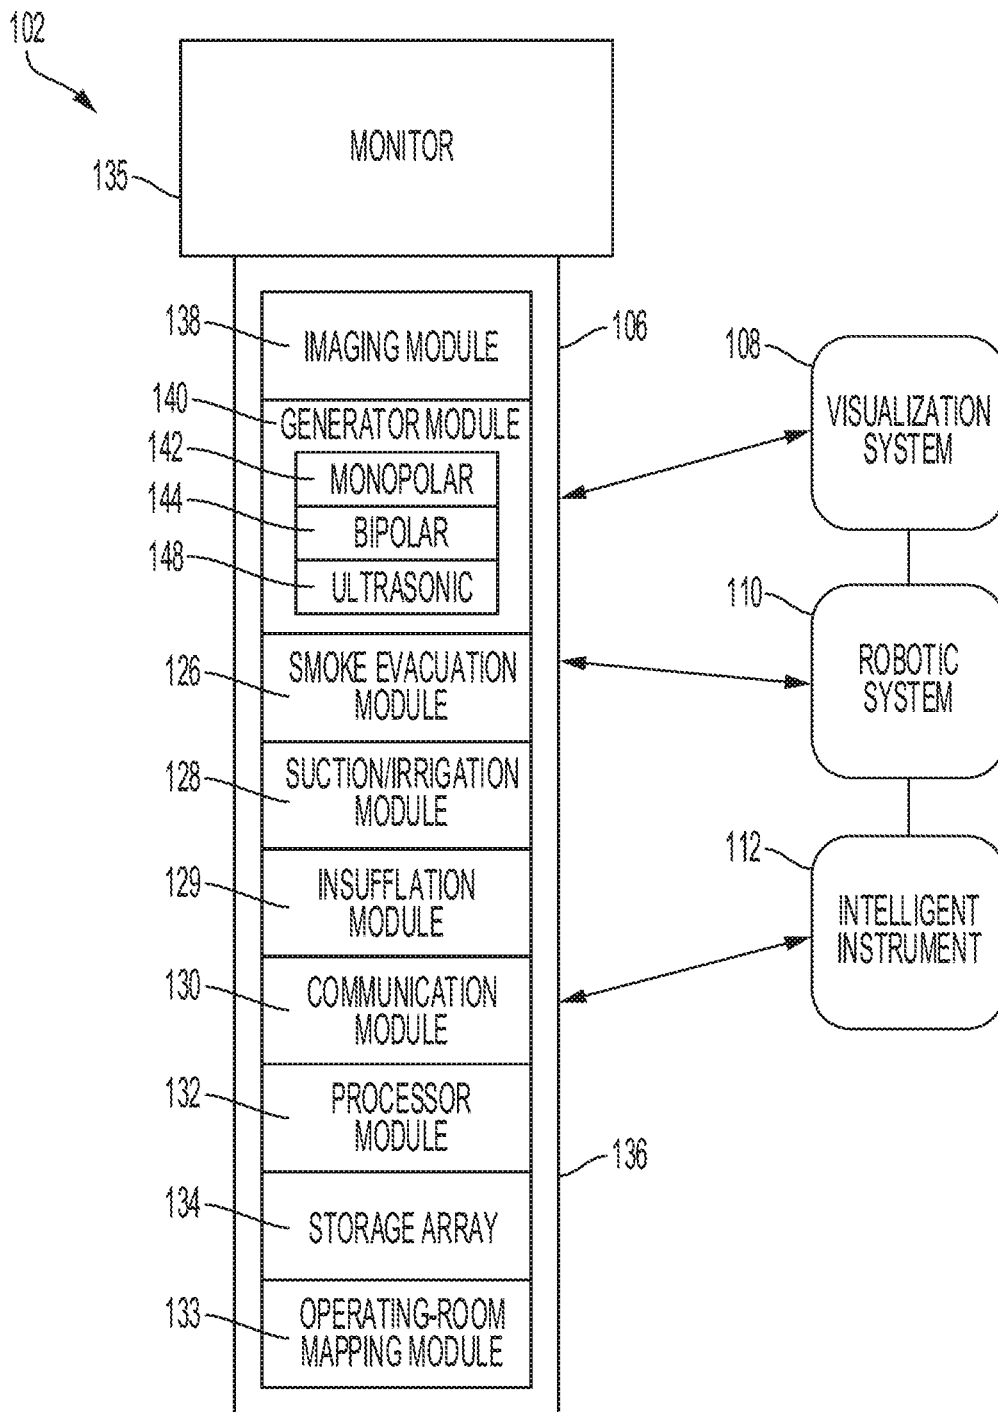 102
MONITOR
135
138
IMAGING MODULE
106
140
GENERATOR MODULE
142
MONOPOLAR
144
BIPOLAR
148
ULTRASONIC
126
SMOKE EVACUATION
MODULE
128
SUCTION/IRRIGATION
MODULE
129
INSUFFLATION
MODULE
130
COMMUNICATION
MODULE
132
PROCESSOR
MODULE
136
134
STORAGE ARRAY
133
OPERATING-ROOM
MAPPING MODULE
108
VISUALIZATION
SYSTEM
110
ROBOTIC
SYSTEM
112
INTELLIGENT
INSTRUMENT